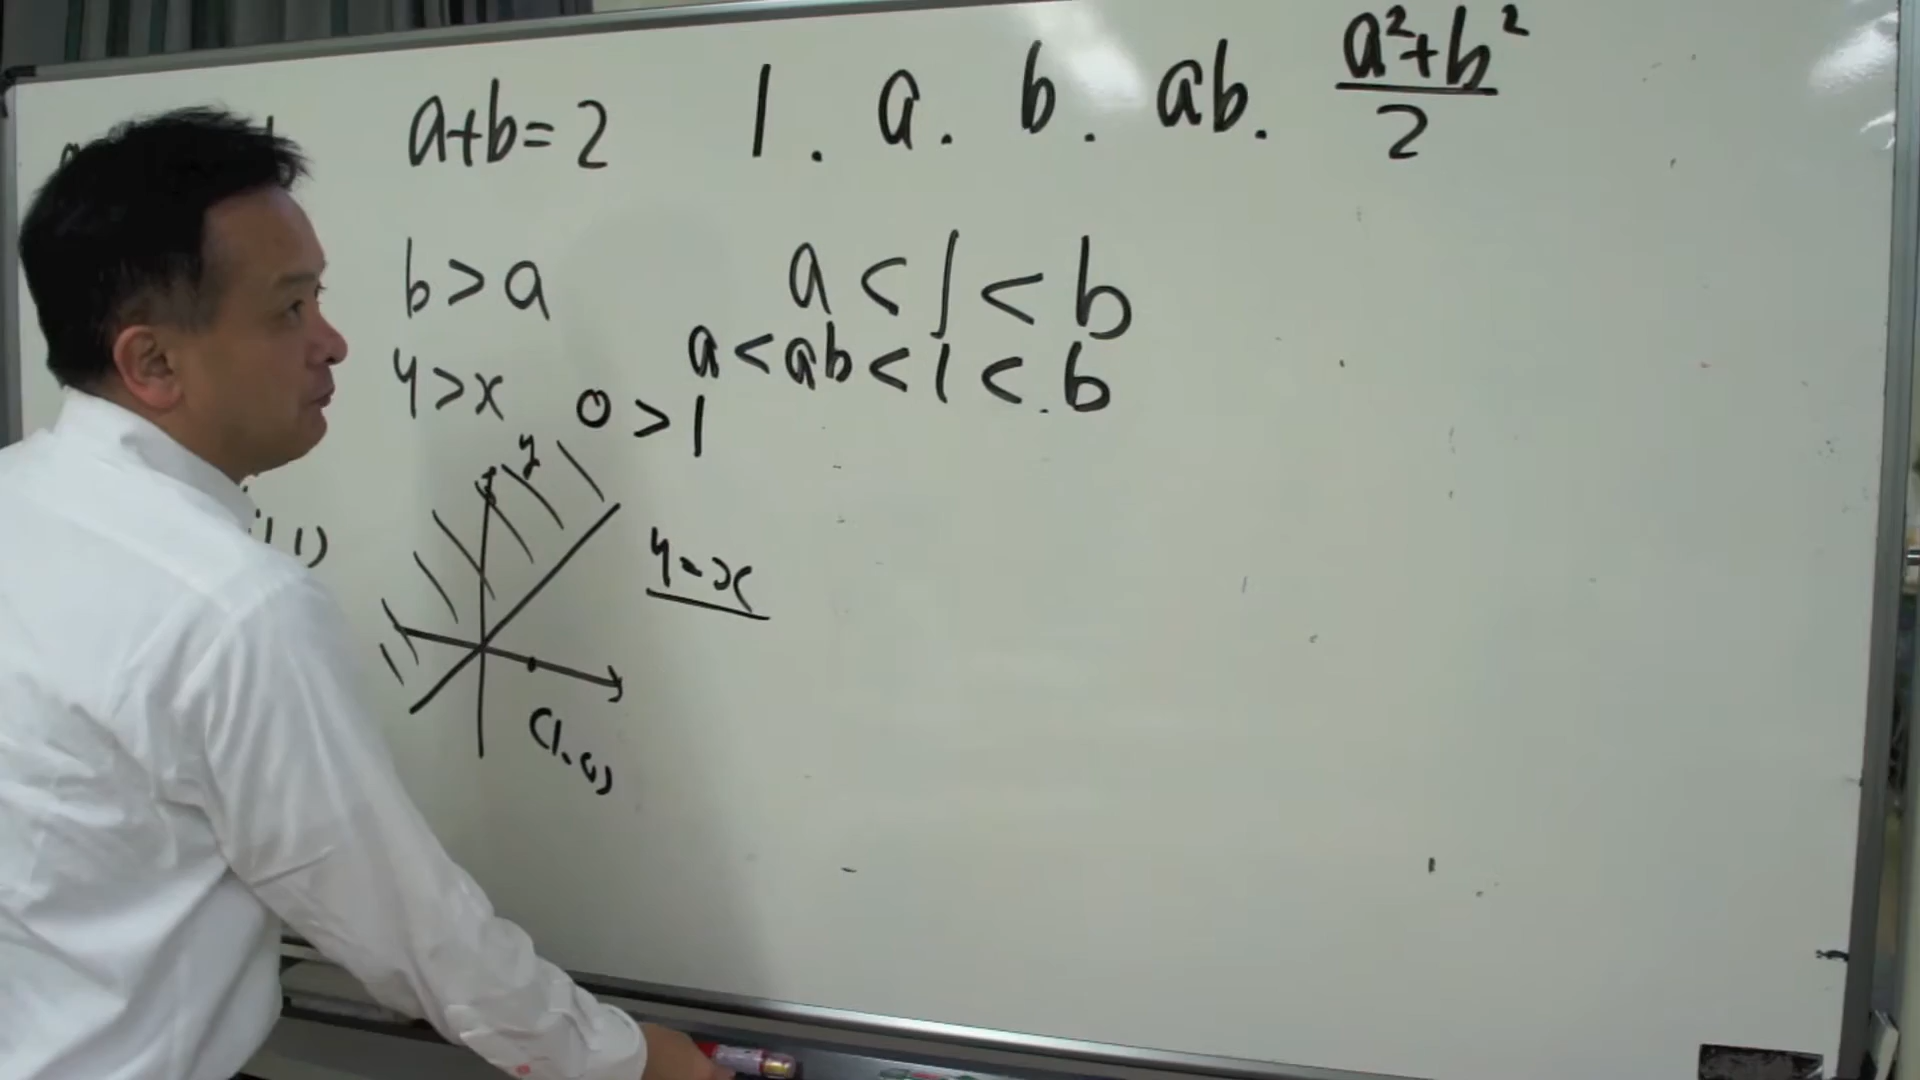 a+b=2 1. a. b. ab. a²+b²/2
b>a a<1<b
a<ab<1<b
y>x 0>1
y
y=x
(1.0)